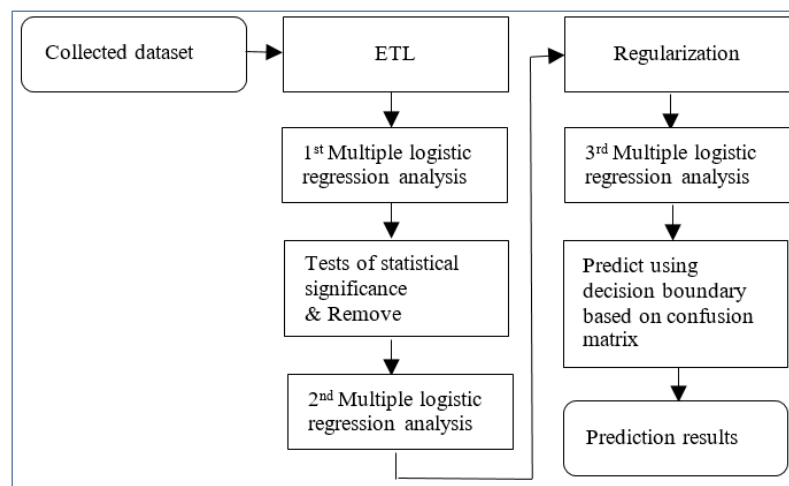 Collected dataset
ETL
1st Multiple logistic
regression analysis
Tests of statistical
significance
& Remove
2nd Multiple logistic
regression analysis
Regularization
3rd Multiple logistic
regression analysis
Predict using
decision boundary
based on confusion
matrix
Prediction results